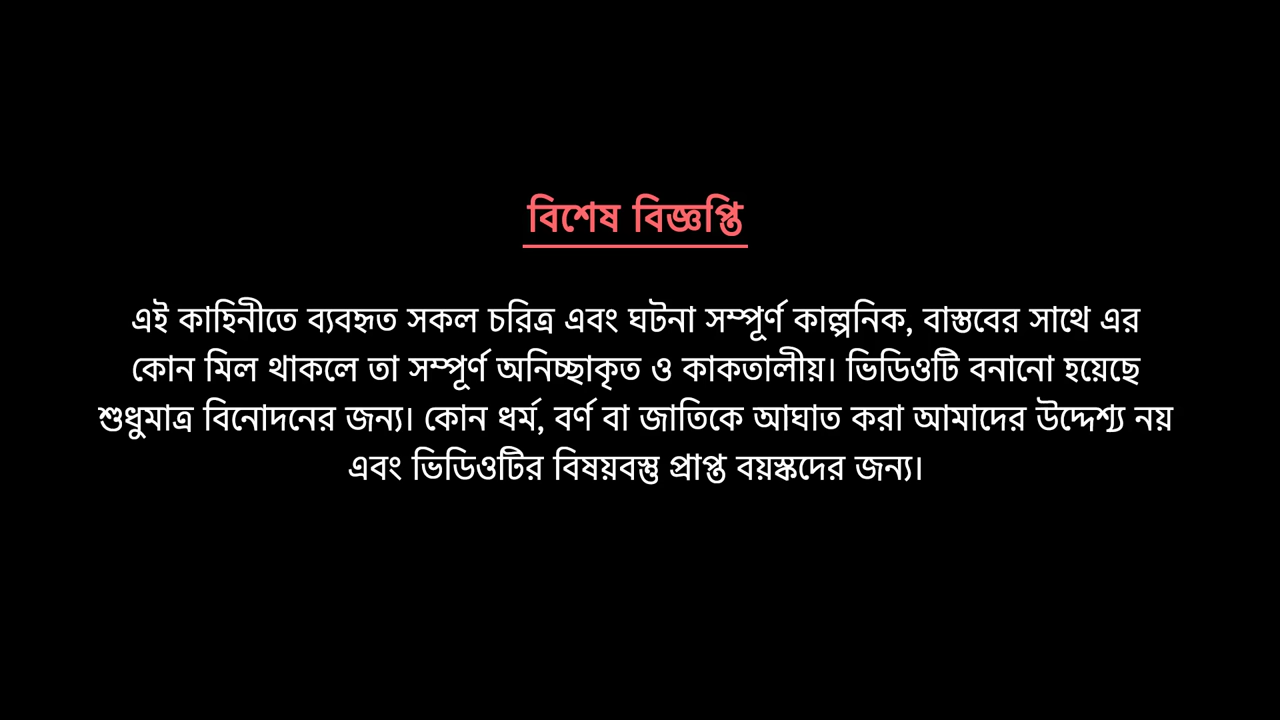 বিশেষ বিজ্ঞপ্তি
এই কাহিনীতে ব্যবহৃত সকল চরিত্র এবং ঘটনা সম্পূর্ণ কাল্পনিক, বাস্তবের সাথে এর
কোন মিল থাকলে তা সম্পূর্ণ অনিচ্ছাকৃত ও কাকতালীয়। ভিডিওটি বনানো হয়েছে
শুধুমাত্র বিনোদনের জন্য। কোন ধর্ম, বর্ণ বা জাতিকে আঘাত করা আমাদের উদ্দেশ্য নয়
এবং ভিডিওটির বিষয়বস্তু প্রাপ্ত বয়স্কদের জন্য।